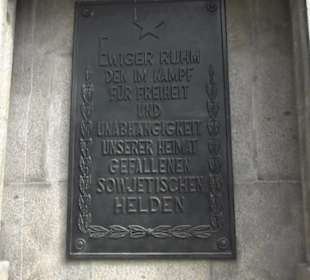 EWIGER RUHM
DEN IM KAMPF
FÜR FREIHEIT
UND
UNABHÄNGIGKEIT
UNSERER HEIMAT
GEFALLENEN
SOWJETISCHEN
HELDEN